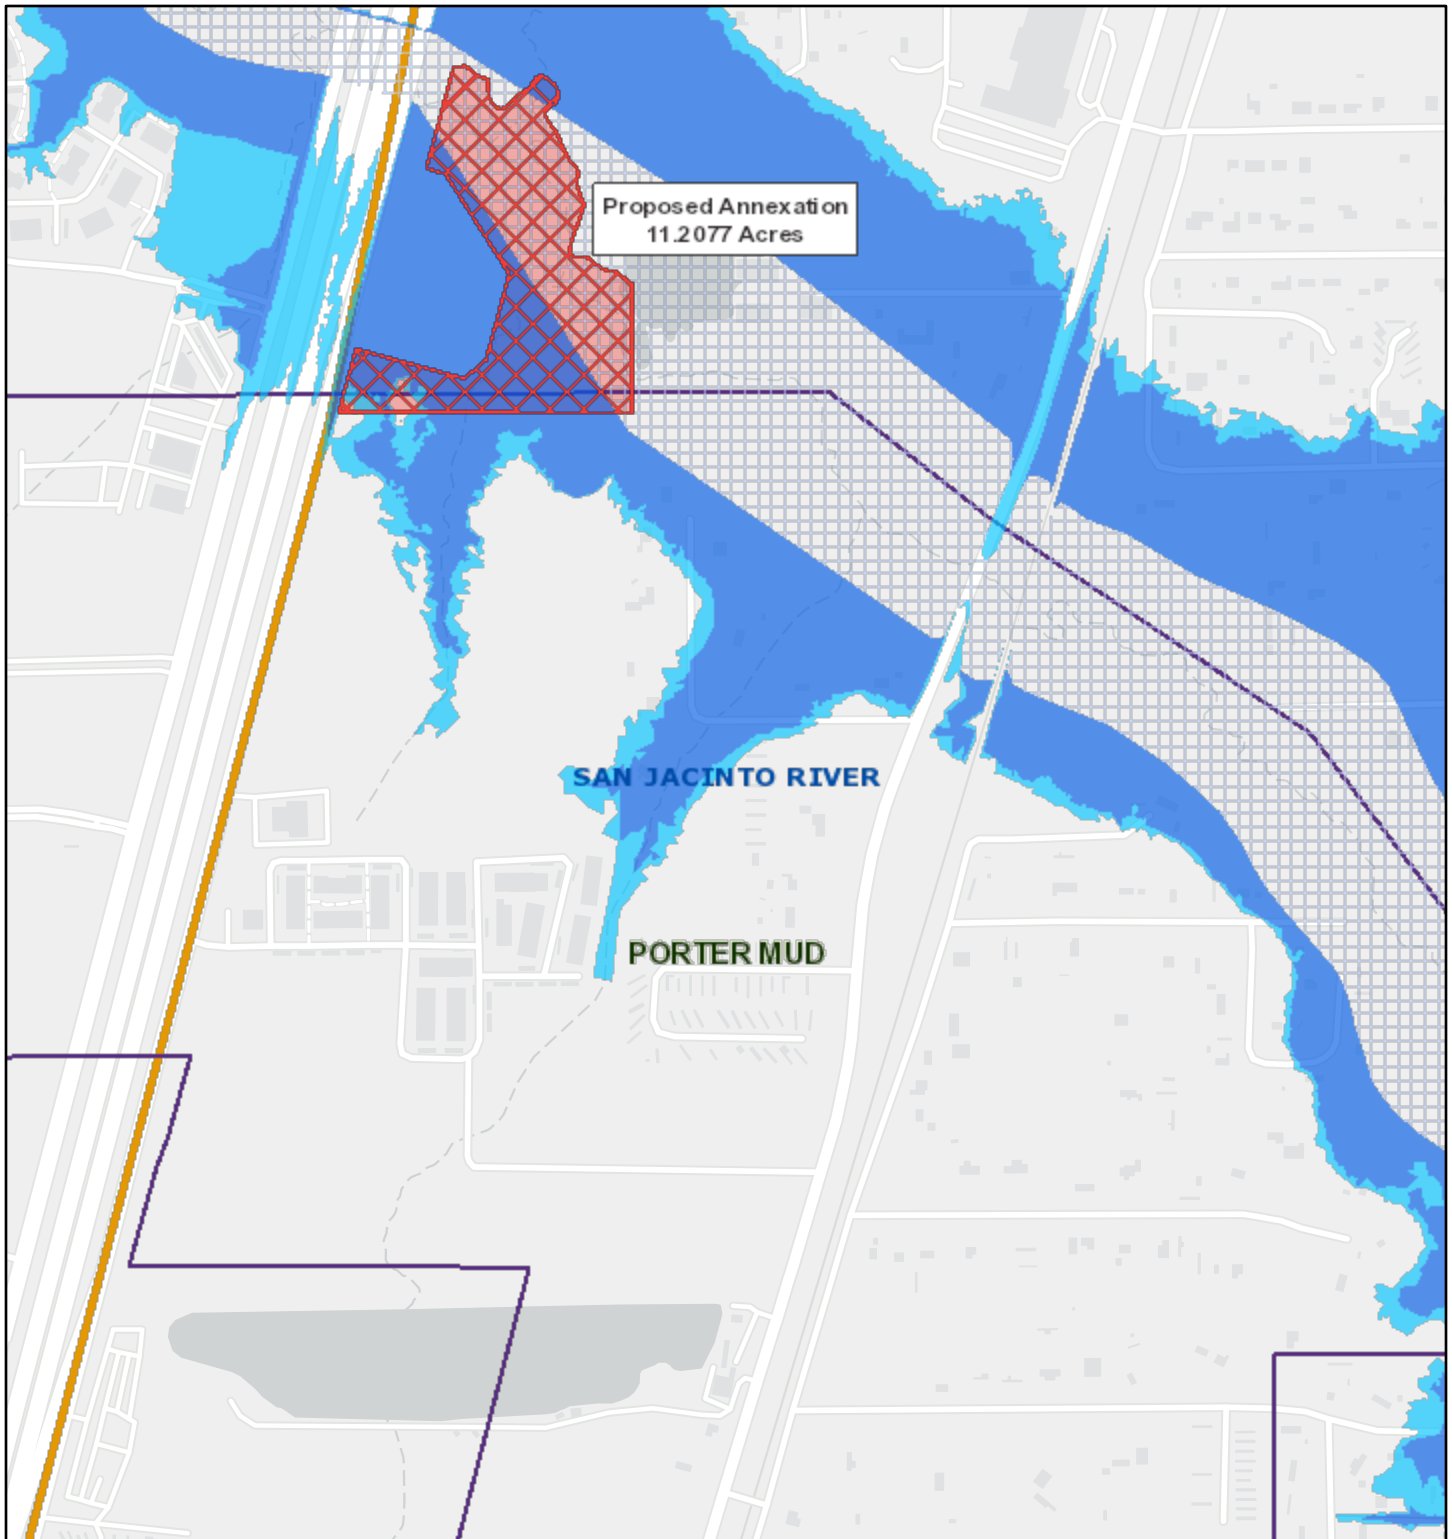 Proposed Annexation
11.2077 Acres
SAN JACINTO RIVER
PORTER MUD